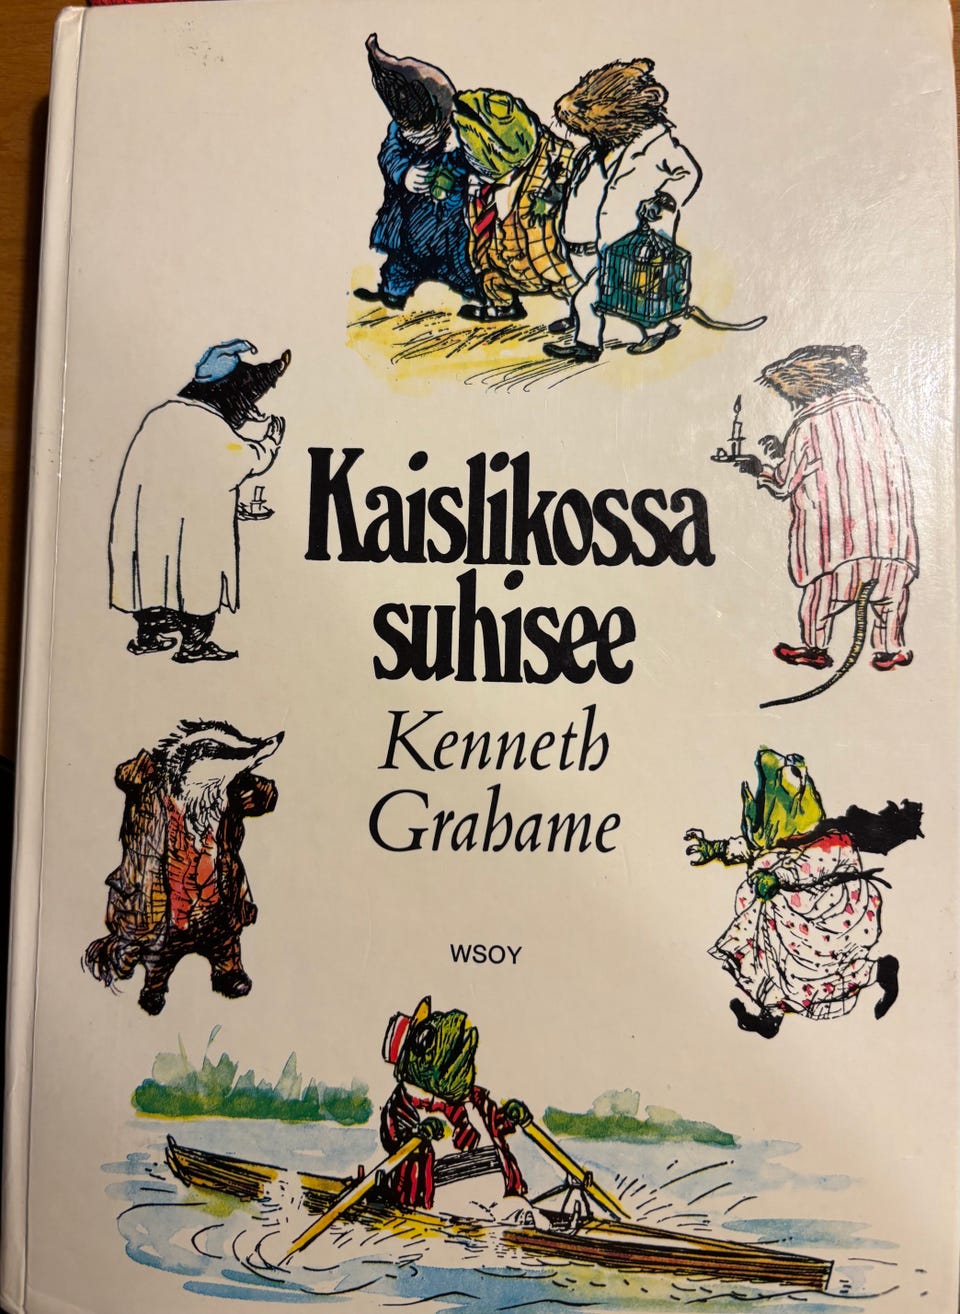 Kaislikossa
suhisee
Kenneth
Grahame
WSOY